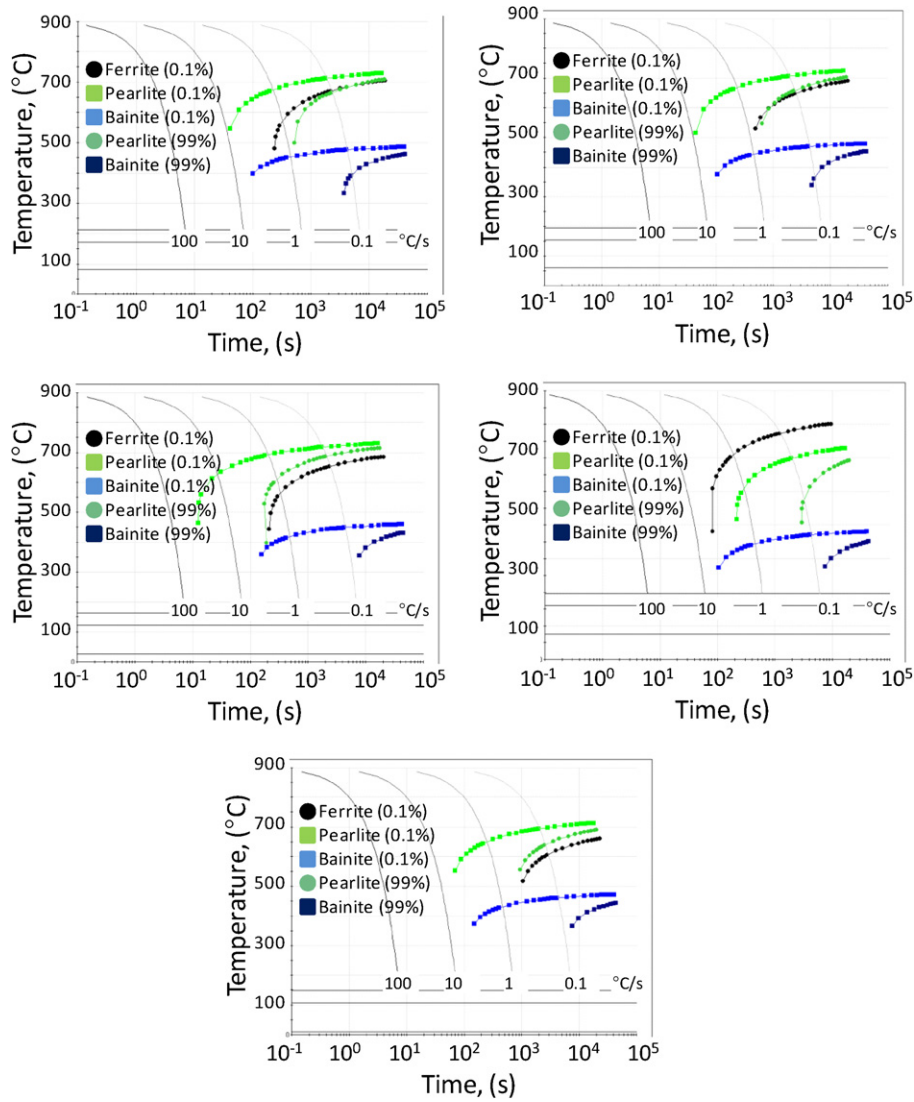 900
700
500
300
100
Temperature, (°C)
Ferrite (0.1%)
Pearlite (0.1%)
Bainite (0.1%)
Pearlite (99%)
Bainite (99%)
100 10 1 0.1 °C/s
10-1 100 101 102 103 104 105
Time, (s)
900
700
500
300
100
Temperature, (°C)
Ferrite (0.1%)
Pearlite (0.1%)
Bainite (0.1%)
Pearlite (99%)
Bainite (99%)
100 10 1 0.1 °C/s
10-1 100 101 102 103 104 105
Time, (s)
900
700
500
300
100
Temperature, (°C)
Ferrite (0.1%)
Pearlite (0.1%)
Bainite (0.1%)
Pearlite (99%)
Bainite (99%)
100 10 1 0.1 °C/s
10-1 100 101 102 103 104 105
Time, (s)
900
700
500
300
100
Temperature, (°C)
Ferrite (0.1%)
Pearlite (0.1%)
Bainite (0.1%)
Pearlite (99%)
Bainite (99%)
100 10 1 0.1 °C/s
10-1 100 101 102 103 104 105
Time, (s)
900
700
500
300
100
Temperature, (°C)
Ferrite (0.1%)
Pearlite (0.1%)
Bainite (0.1%)
Pearlite (99%)
Bainite (99%)
100 10 1 0.1 °C/s
10-1 100 101 102 103 104 105
Time, (s)